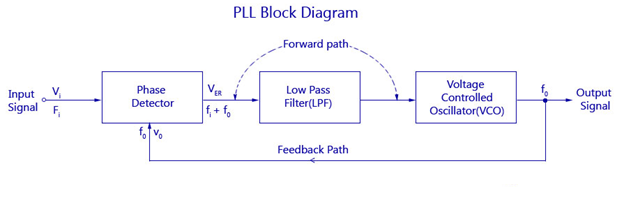 PLL Block Diagram
Forward path
Input
Signal
Vi
Fi
Phase
Detector
VER
fi + f0
Low Pass
Filter(LPF)
Voltage
Controlled
Oscillator(VCO)
f0
Output
Signal
f0 v0
Feedback Path